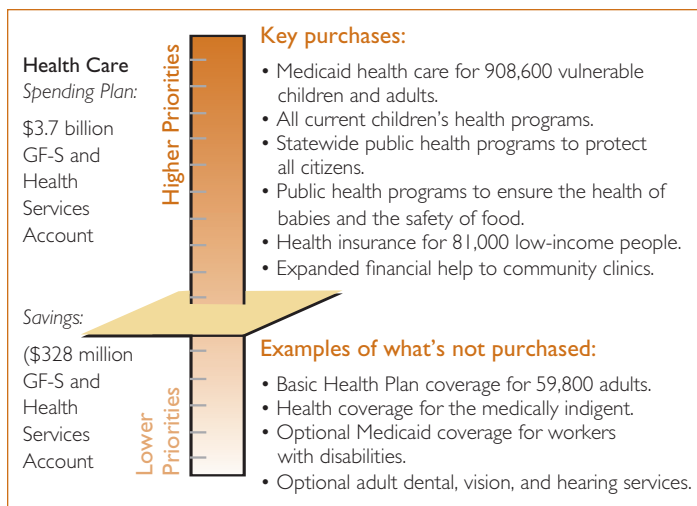 Health Care
Spending Plan:
$3.7 billion
GF-S and
Health
Services
Account
Higher Priorities
Key purchases:
• Medicaid health care for 908,600 vulnerable
children and adults.
• All current children's health programs.
• Statewide public health programs to protect
all citizens.
• Public health programs to ensure the health of
babies and the safety of food.
• Health insurance for 81,000 low-income people.
• Expanded financial help to community clinics.
Savings:
($328 million
GF-S and
Health
Services
Account
Lower
Priorities
Examples of what's not purchased:
• Basic Health Plan coverage for 59,800 adults.
• Health coverage for the medically indigent.
• Optional Medicaid coverage for workers
with disabilities.
• Optional adult dental, vision, and hearing services.